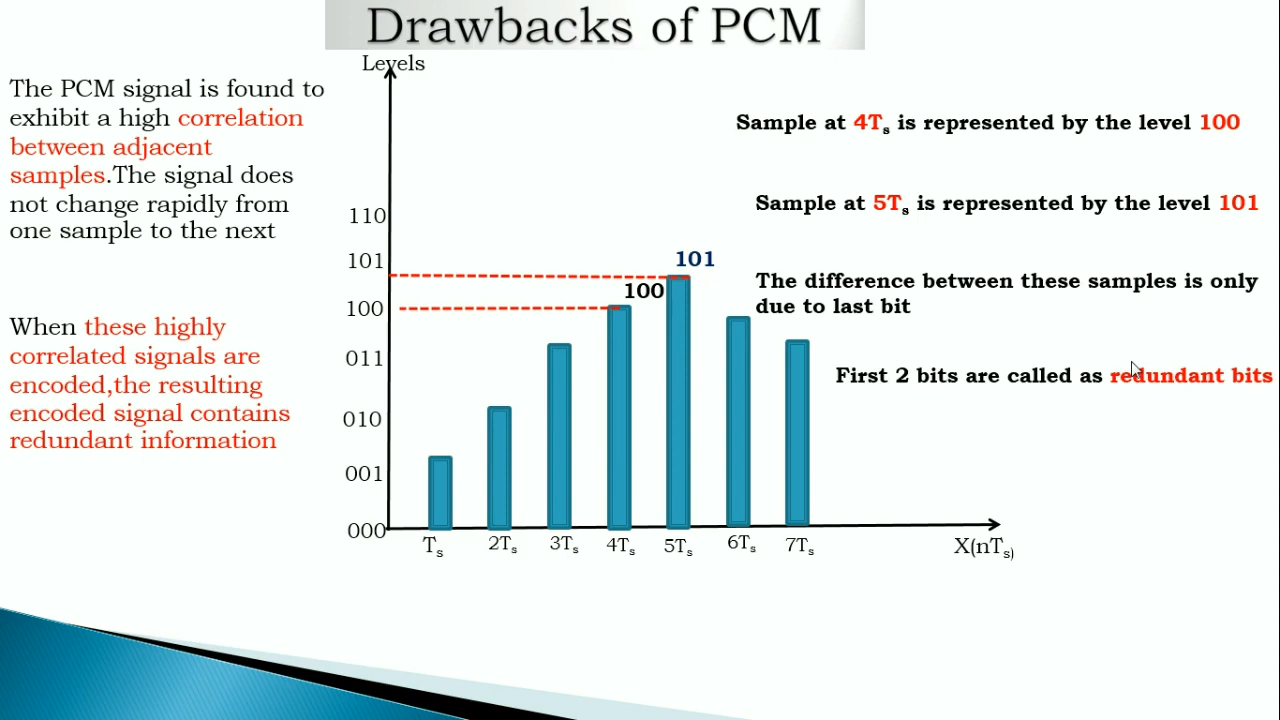 Drawbacks of PCM
The PCM signal is found to
exhibit a high correlation
between adjacent
samples.The signal does
not change rapidly from
one sample to the next
When these highly
correlated signals are
encoded,the resulting
encoded signal contains
redundant information
Levels
110
101
100
011
010
001
000
100
101
Ts
2Ts
3Ts
4Ts
5Ts
6Ts
7Ts
X(nTs)
Sample at 4Ts is represented by the level 100
Sample at 5Ts is represented by the level 101
The difference between these samples is only
due to last bit
First 2 bits are called as redundant bits